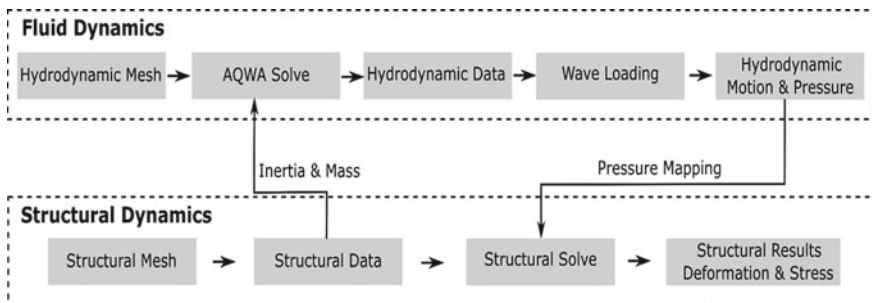 Fluid Dynamics
Hydrodynamic Mesh
AQWA Solve
Hydrodynamic Data
Wave Loading
Hydrodynamic
Motion & Pressure
Inertia & Mass
Pressure Mapping
Structural Dynamics
Structural Mesh
Structural Data
Structural Solve
Structural Results
Deformation & Stress